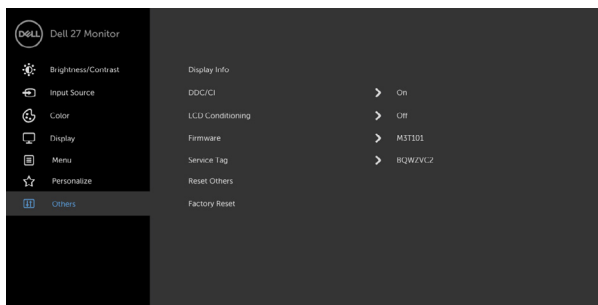 DELL Dell 27 Monitor
Brightness/Contrast Display Info
Input Source DDC/CI On
Color LCD Conditioning Off
Display Firmware M3T101
Menu Service Tag BQWZVC2
Personalize Reset Others
Others Factory Reset